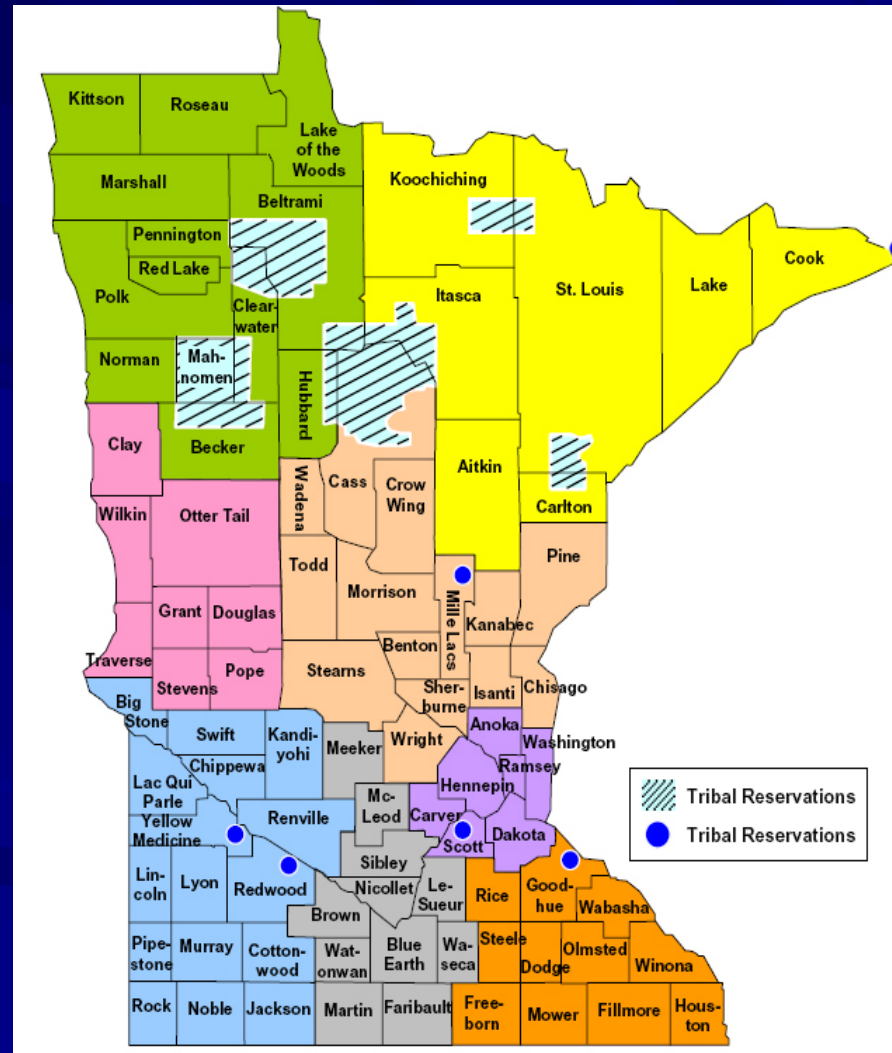 Kittson
Roseau
Lake
of the
Woods
Koochiching
Marshall
Beltrami
Pennington
Red Lake
Cook
Lake
St. Louis
Itasca
Polk
Clear-
water
Norman
Mah-
nomen
Hubbard
Clay
Becker
Aitkin
Wadena
Cass
Crow
Wing
Carlton
Wilkin
Otter Tail
Pine
Todd
Morrison
Mille Lacs
Kanabec
Grant
Douglas
Benton
Traverse
Stevens
Pope
Stearns
Sher-
burne
Isanti
Chisago
Big
Stone
Swift
Kandi-
yohi
Meeker
Wright
Anoka
Washington
Chippewa
Ramsey
Hennepin
Lac Qui
Parle
Mc-
Leod
Carver
Tribal Reservations
Tribal Reservations
Yellow
Medicine
Renville
Scott
Dakota
Sibley
Lin-
coln
Lyon
Redwood
Nicollet
Le-
Sueur
Rice
Good-
hue
Wabasha
Brown
Pipe-
stone
Murray
Cotton-
wood
Wat-
onwan
Blue
Earth
Wa-
seca
Steele
Dodge
Olmsted
Winona
Rock
Noble
Jackson
Martin
Faribault
Free-
born
Mower
Fillmore
Hous-
ton